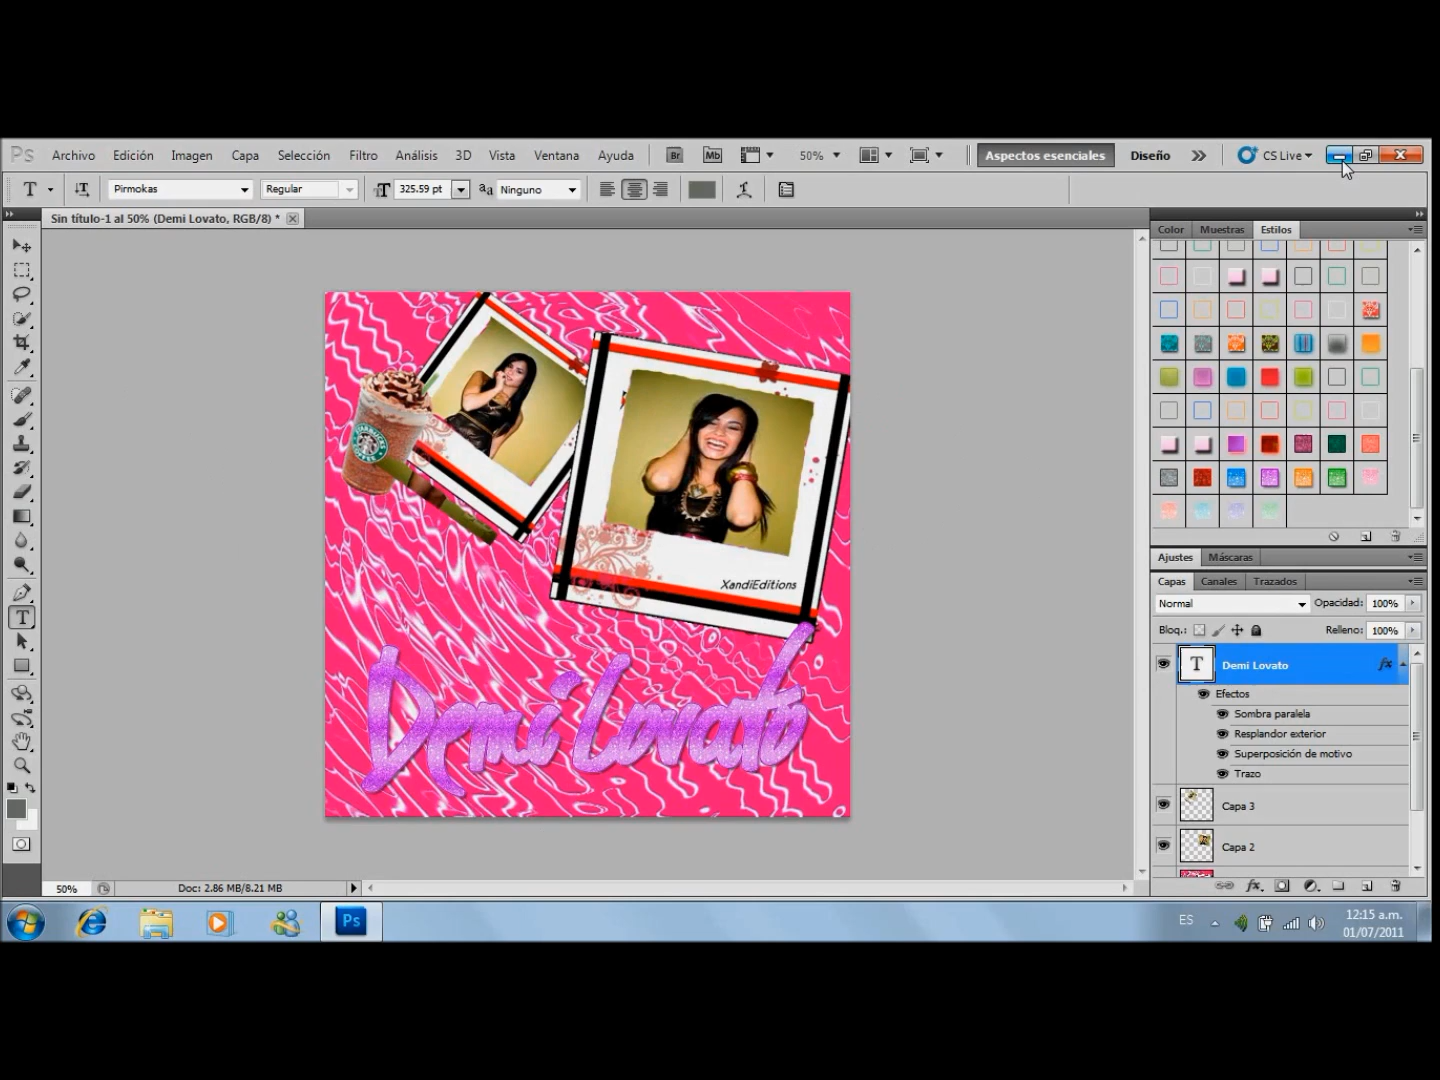 Ps Archivo Edición Imagen Capa Selección Filtro Análisis 3D Vista Ventana Ayuda Br Mb 50% Aspectos esenciales Diseño CS Live
T Pirmokas Regular 325.59 pt aa Ninguno
Sin título-1 al 50% (Demi Lovato, RGB/8) *
Color Muestras Estilos
STARBUCKS
COFFEE
XandiEditions
Demi Lovato
Ajustes Máscaras
Capas Canales Trazados
Normal Opacidad: 100%
Bloq.: Relleno: 100%
T Demi Lovato fx
Efectos
Sombra paralela
Resplandor exterior
Superposición de motivo
Trazo
Capa 3
Capa 2
50% Doc: 2.86 MB/8.21 MB
fx.
Ps ES 12:15 a.m.
01/07/2011